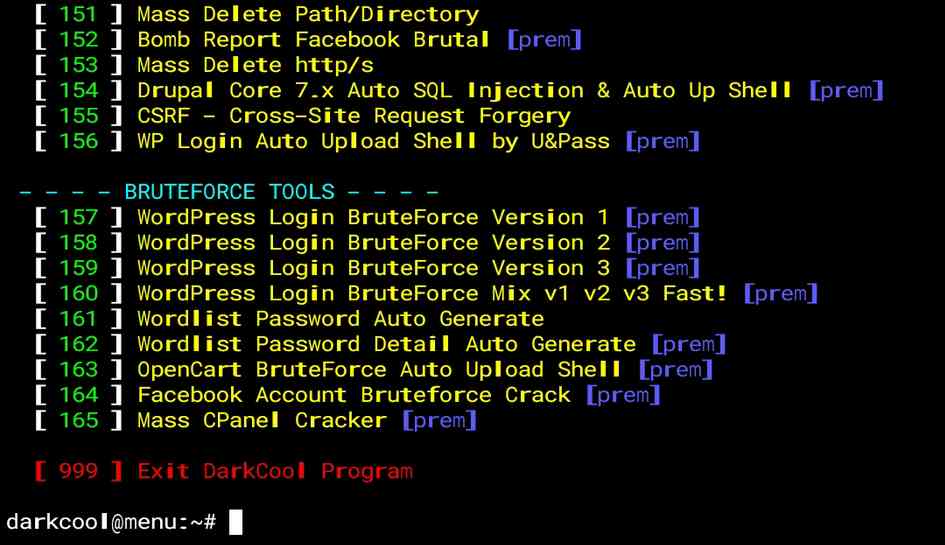 [ 151 ] Mass Delete Path/Directory
[ 152 ] Bomb Report Facebook Brutal [prem]
[ 153 ] Mass Delete http/s
[ 154 ] Drupal Core 7.x Auto SQL Injection & Auto Up Shell [prem]
[ 155 ] CSRF - Cross-Site Request Forgery
[ 156 ] WP Login Auto Upload Shell by U&Pass [prem]
- - - - BRUTEFORCE TOOLS - - - -
[ 157 ] WordPress Login BruteForce Version 1 [prem]
[ 158 ] WordPress Login BruteForce Version 2 [prem]
[ 159 ] WordPress Login BruteForce Version 3 [prem]
[ 160 ] WordPress Login BruteForce Mix v1 v2 v3 Fast! [prem]
[ 161 ] Wordlist Password Auto Generate
[ 162 ] Wordlist Password Detail Auto Generate [prem]
[ 163 ] OpenCart BruteForce Auto Upload Shell [prem]
[ 164 ] Facebook Account Bruteforce Crack [prem]
[ 165 ] Mass CPanel Cracker [prem]
[ 999 ] Exit DarkCool Program
darkcool@menu:~#